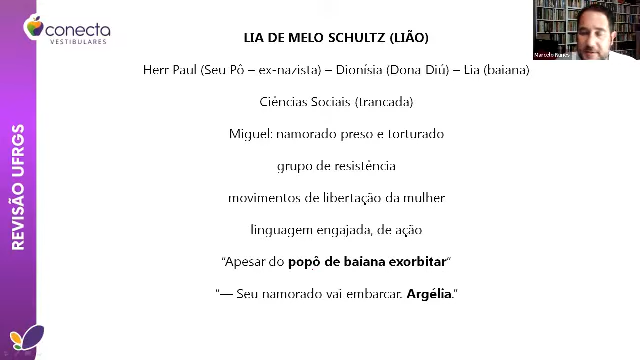 conecta
VESTIBULARES
REVISÃO UFRGS
LIA DE MELO SCHULTZ (LIÃO)
Herr Paul (Seu Pô – ex-nazista) – Dionísia (Dona Diú) – Lia (baiana)
Ciências Sociais (trancada)
Miguel: namorado preso e torturado
grupo de resistência
movimentos de libertação da mulher
linguagem engajada, de ação
“Apesar do popô de baiana exorbitar”
“— Seu namorado vai embarcar. Argélia.”
Marcelo Nunes